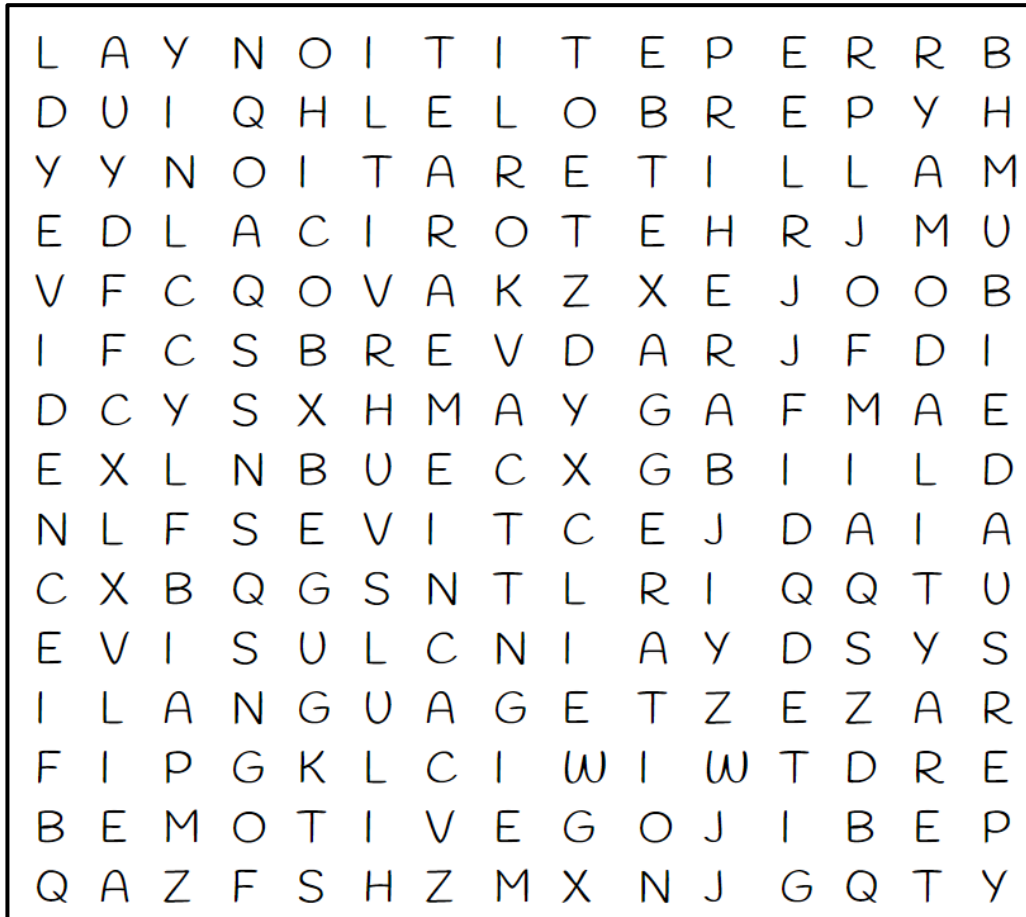 L A Y N O I T I T E P E R R B
D U I Q H L E L O B R E P Y H
Y Y N O I T A R E T I L L A M
E D L A C I R O T E H R J M U
V F C Q O V A K Z X E J O O B
I F C S B R E V D A R J F D I
D C Y S X H M A Y G A F M A E
E X L N B U E C X G B I I L D
N L F S E V I T C E J D A I A
C X B Q G S N T L R I Q Q T U
E V I S U L C N I A Y D S Y S
I L A N G U A G E T Z E Z A R
F I P G K L C I W I W T D R E
B E M O T I V E G O J I B E P
Q A Z F S H Z M X N J G Q T Y